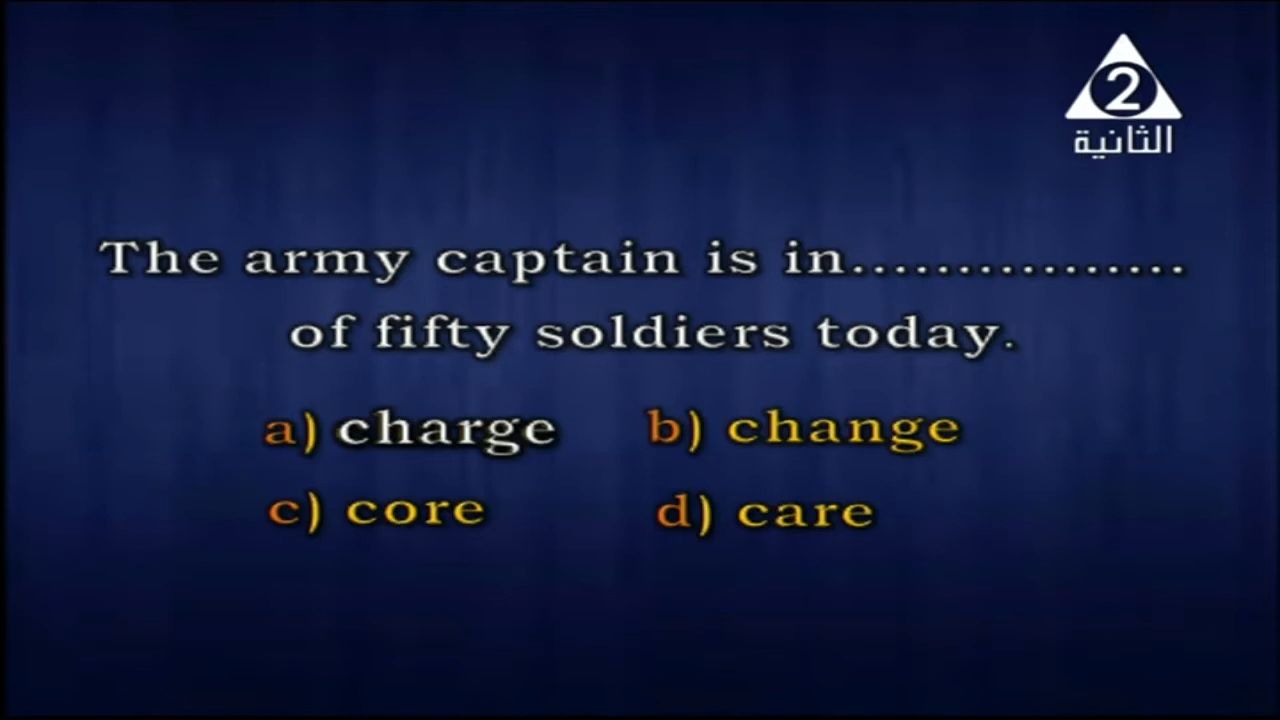 2
الثانية
The army captain is in................
of fifty soldiers today.
a) charge b) change
c) core d) care